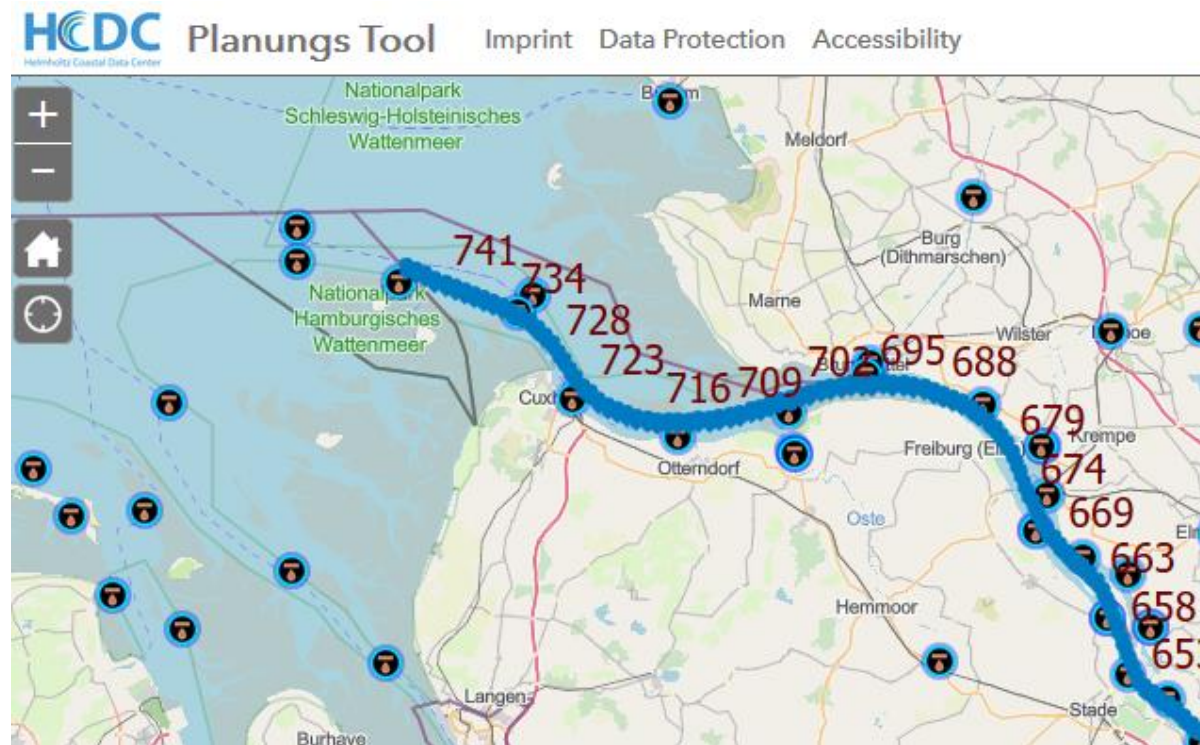 HCDC Planungs Tool Imprint Data Protection Accessibility
Helmholtz Coastal Data Center
+
−
Nationalpark
Schleswig-Holsteinisches
Wattenmeer
Meldorf
Burg
(Dithmarschen)
741
734
Nationalpark
Hamburgisches
Wattenmeer
Marne
728
Wilster
723
702
695
688
716
709
679
Krempe
Freiburg
674
Otterndorf
669
Oste
663
Hemmoor
658
Langen
Stade
Burhave